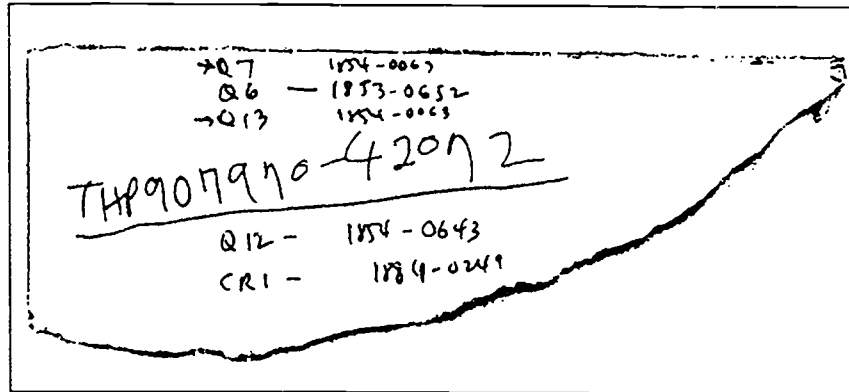 →Q7 1854-0063
Q6 — 1853-0652
→Q13 1854-0063
THP907970-42072
Q12 - 1854-0643
CR1 - 1884-0249